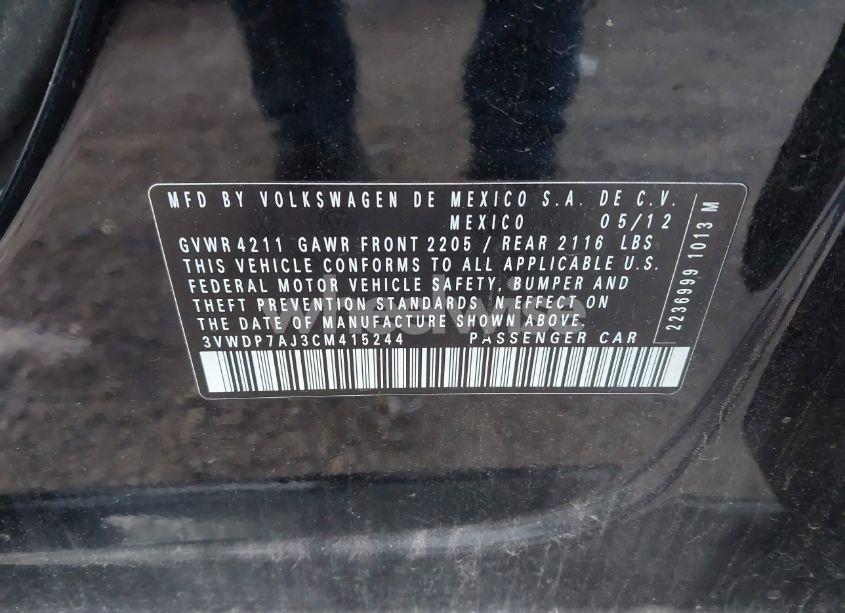 MFD BY VOLKSWAGEN DE MEXICO S.A. DE C.V.
MEXICO 05/12
GVWR 4211 GAWR FRONT 2205 / REAR 2116 LBS
THIS VEHICLE CONFORMS TO ALL APPLICABLE U.S.
FEDERAL MOTOR VEHICLE SAFETY, BUMPER AND
THEFT PREVENTION STANDARDS IN EFFECT ON
THE DATE OF MANUFACTURE SHOWN ABOVE.
3VWDP7AJ3CM415244 PASSENGER CAR
2236999 1013 M